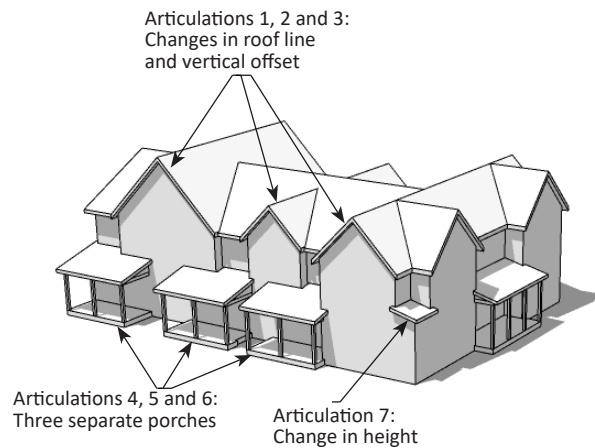 Articulations 1, 2 and 3:
Changes in roof line
and vertical offset
Articulations 4, 5 and 6:
Three separate porches
Articulation 7:
Change in height